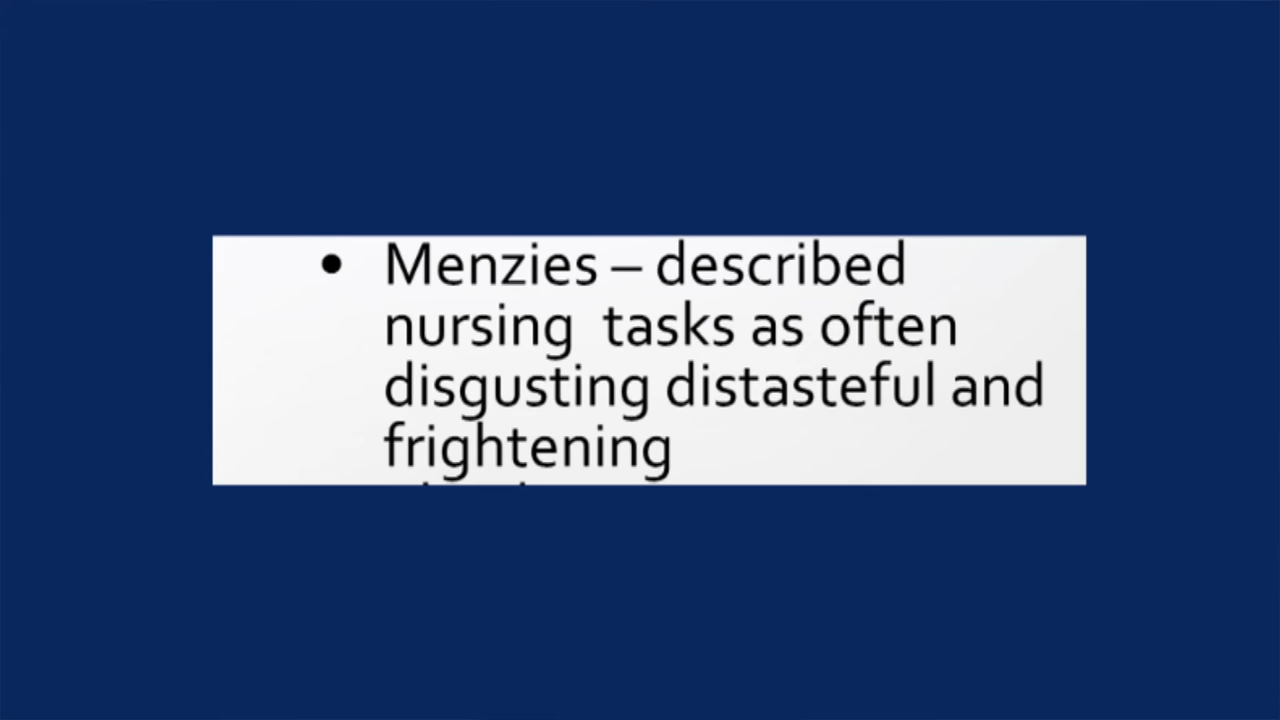 • Menzies – described
nursing  tasks as often
disgusting distasteful and
frightening